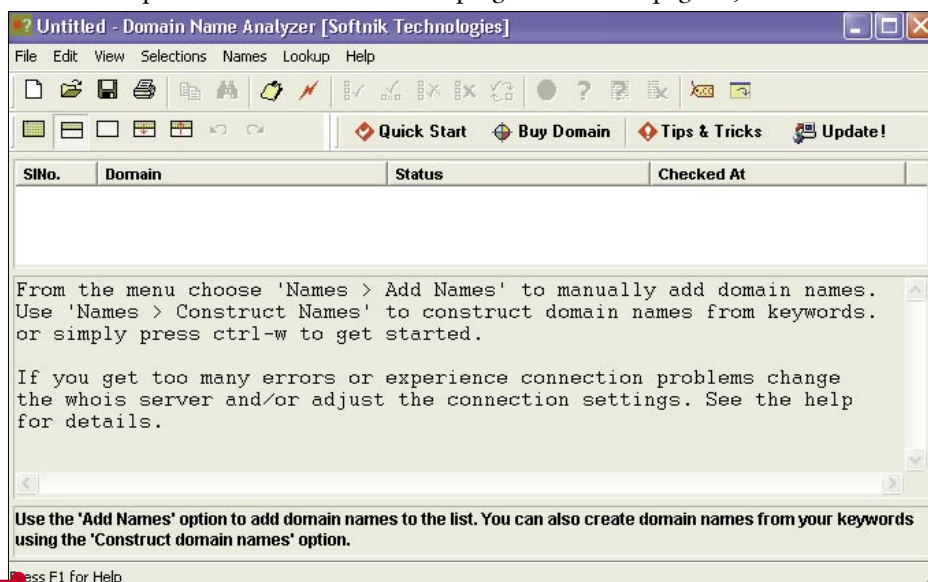 ? Untitled - Domain Name Analyzer [Softnik Technologies]
File Edit View Selections Names Lookup Help
Quick Start Buy Domain Tips & Tricks Update!
SlNo. Domain Status Checked At
From the menu choose 'Names > Add Names' to manually add domain names.
Use 'Names > Construct Names' to construct domain names from keywords.
or simply press ctrl-w to get started.
If you get too many errors or experience connection problems change
the whois server and/or adjust the connection settings. See the help
for details.
Use the 'Add Names' option to add domain names to the list. You can also create domain names from your keywords
using the 'Construct domain names' option.
Press F1 for Help